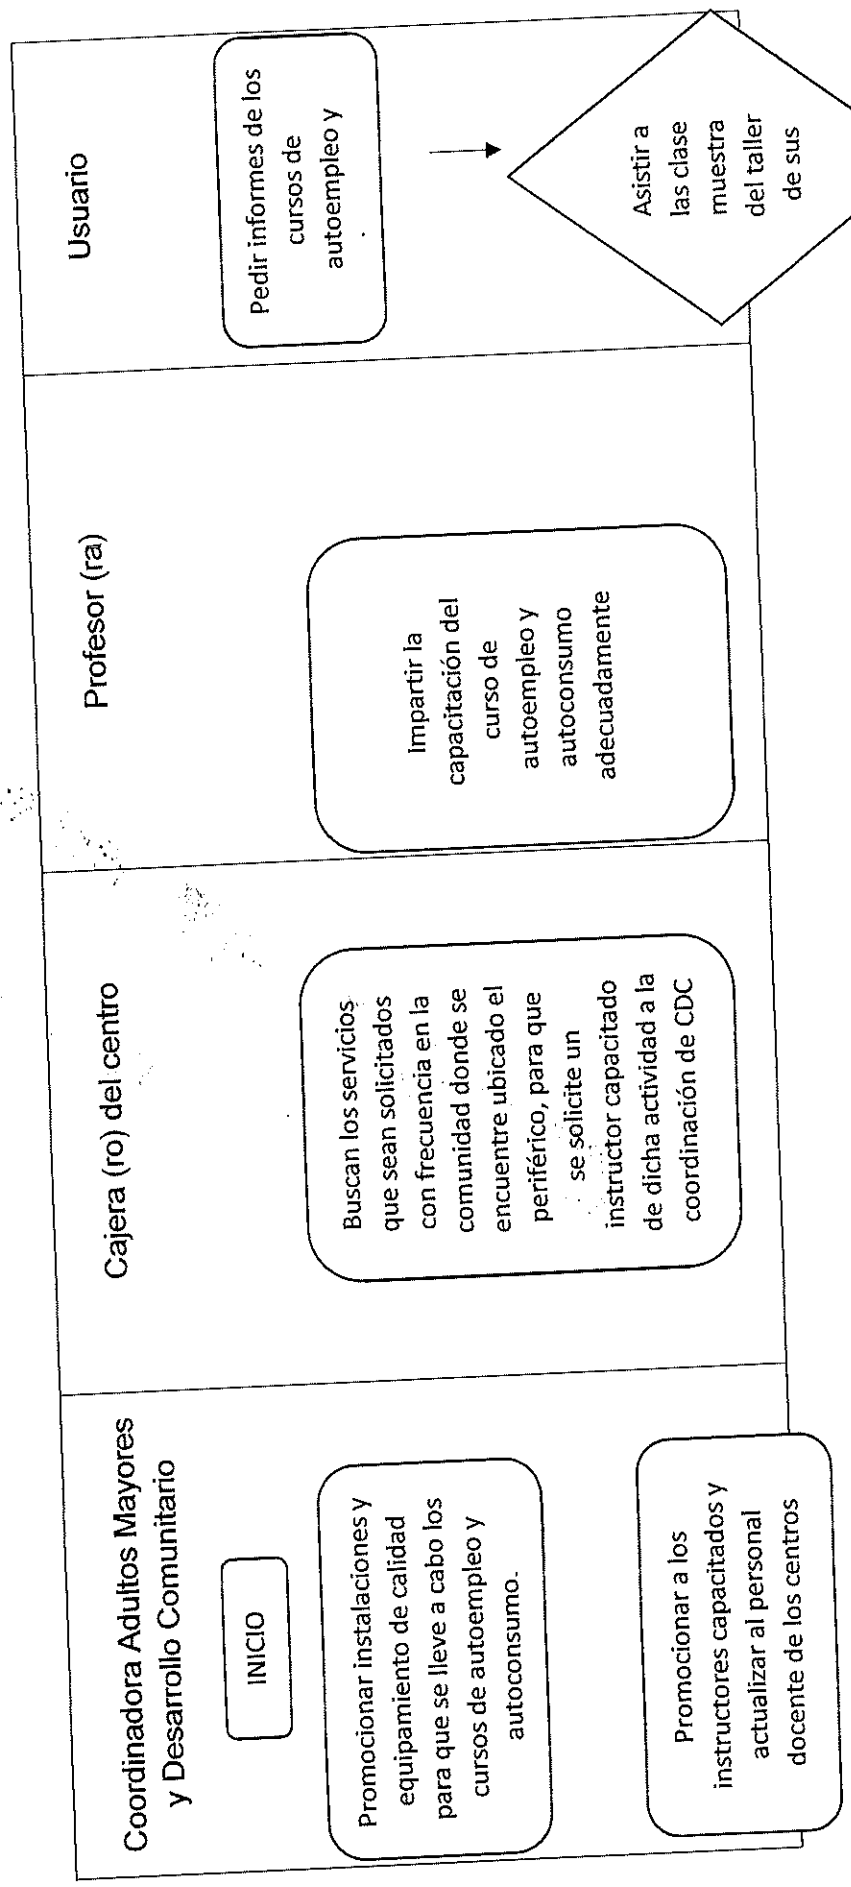 Coordinadora Adultos Mayores
y Desarrollo Comunitario
INICIO
Promocionar instalaciones y
equipamiento de calidad
para que se lleve a cabo los
cursos de autoempleo y
autoconsumo.
Promocionar a los
instructores capacitados y
actualizar al personal
docente de los centros
Cajera (ro) del centro
Buscan los servicios
que sean solicitados
con frecuencia en la
comunidad donde se
encuentre ubicado el
periférico, para que
se solicite un
instructor capacitado
de dicha actividad a la
coordinación de CDC
Profesor (ra)
Impartir la
capacitación del
curso de
autoempleo y
autoconsumo
adecuadamente
Usuario
Pedir informes de los
cursos de
autoempleo y
Asistir a
las clase
muestra
del taller
de sus